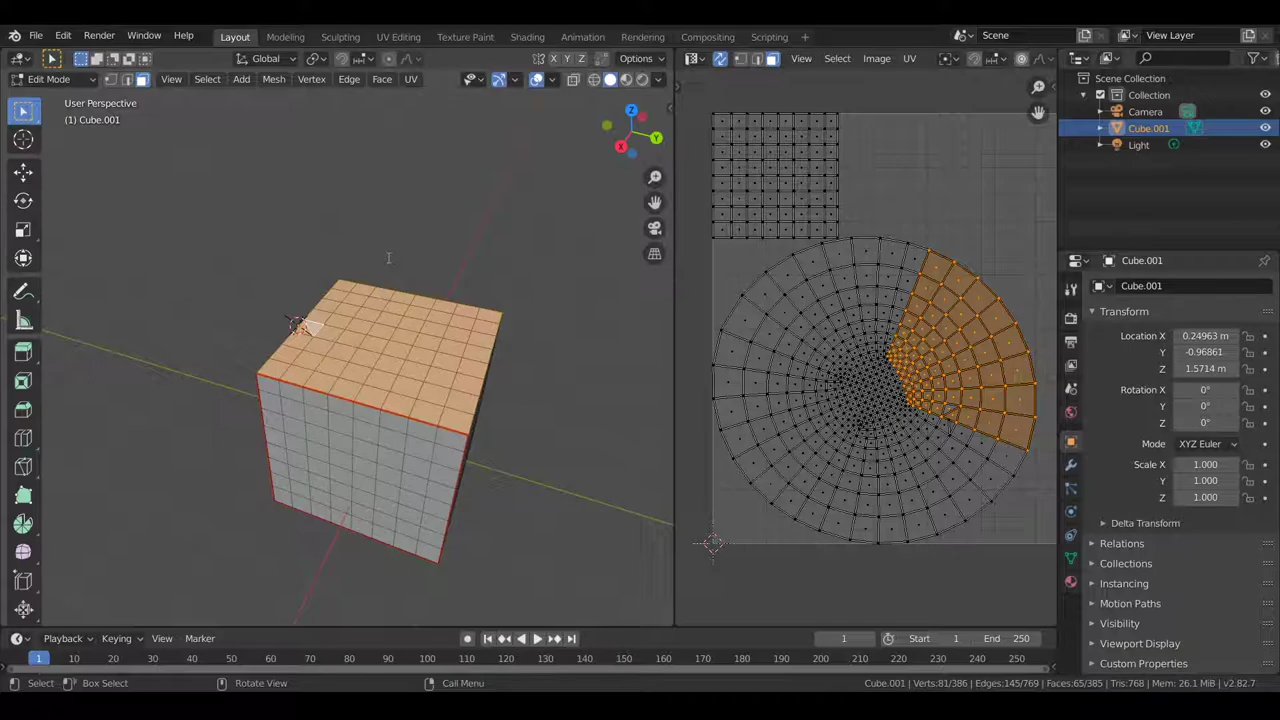 File Edit Render Window Help Layout Modeling Sculpting UV Editing Texture Paint Shading Animation Rendering Compositing Scripting + Scene View Layer
Global X Y Z Options View Select Image UV
Edit Mode View Select Add Mesh Vertex Edge Face UV
User Perspective
(1) Cube.001
Z
Y
X
Scene Collection
Collection
Camera
Cube.001
Light
Cube.001
Cube.001
Transform
Location X 0.24963 m
Y -0.96861
Z 1.5714 m
Rotation X 0°
Y 0°
Z 0°
Mode XYZ Euler
Scale X 1.000
Y 1.000
Z 1.000
Delta Transform
Relations
Collections
Instancing
Motion Paths
Visibility
Viewport Display
Custom Properties
Playback Keying View Marker 1 Start 1 End 250
1 10 20 30 40 50 60 70 80 90 100 110 120 130 140 150 160 170 180 190 200 210 220 230 240 250
Select Box Select Rotate View Call Menu Cube.001 | Verts:81/386 | Edges:145/769 | Faces:65/385 | Tris:768 | Mem: 26.1 MiB | v2.82.7